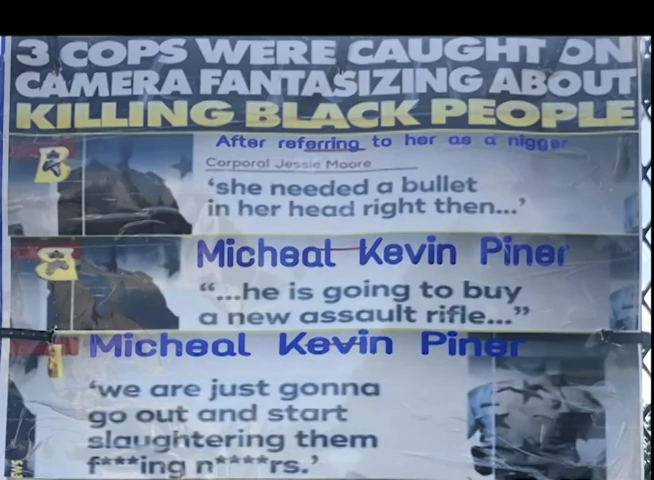 3 COPS WERE CAUGHT ON
CAMERA FANTASIZING ABOUT
KILLING BLACK PEOPLE
After referring to her as a nigger
Corporal Jessie Moore
'she needed a bullet
in her head right then...'
Micheal Kevin Piner
"...he is going to buy
a new assault rifle..."
Micheal Kevin Piner
'we are just gonna
go out and start
slaughtering them
f***ing n****rs.'